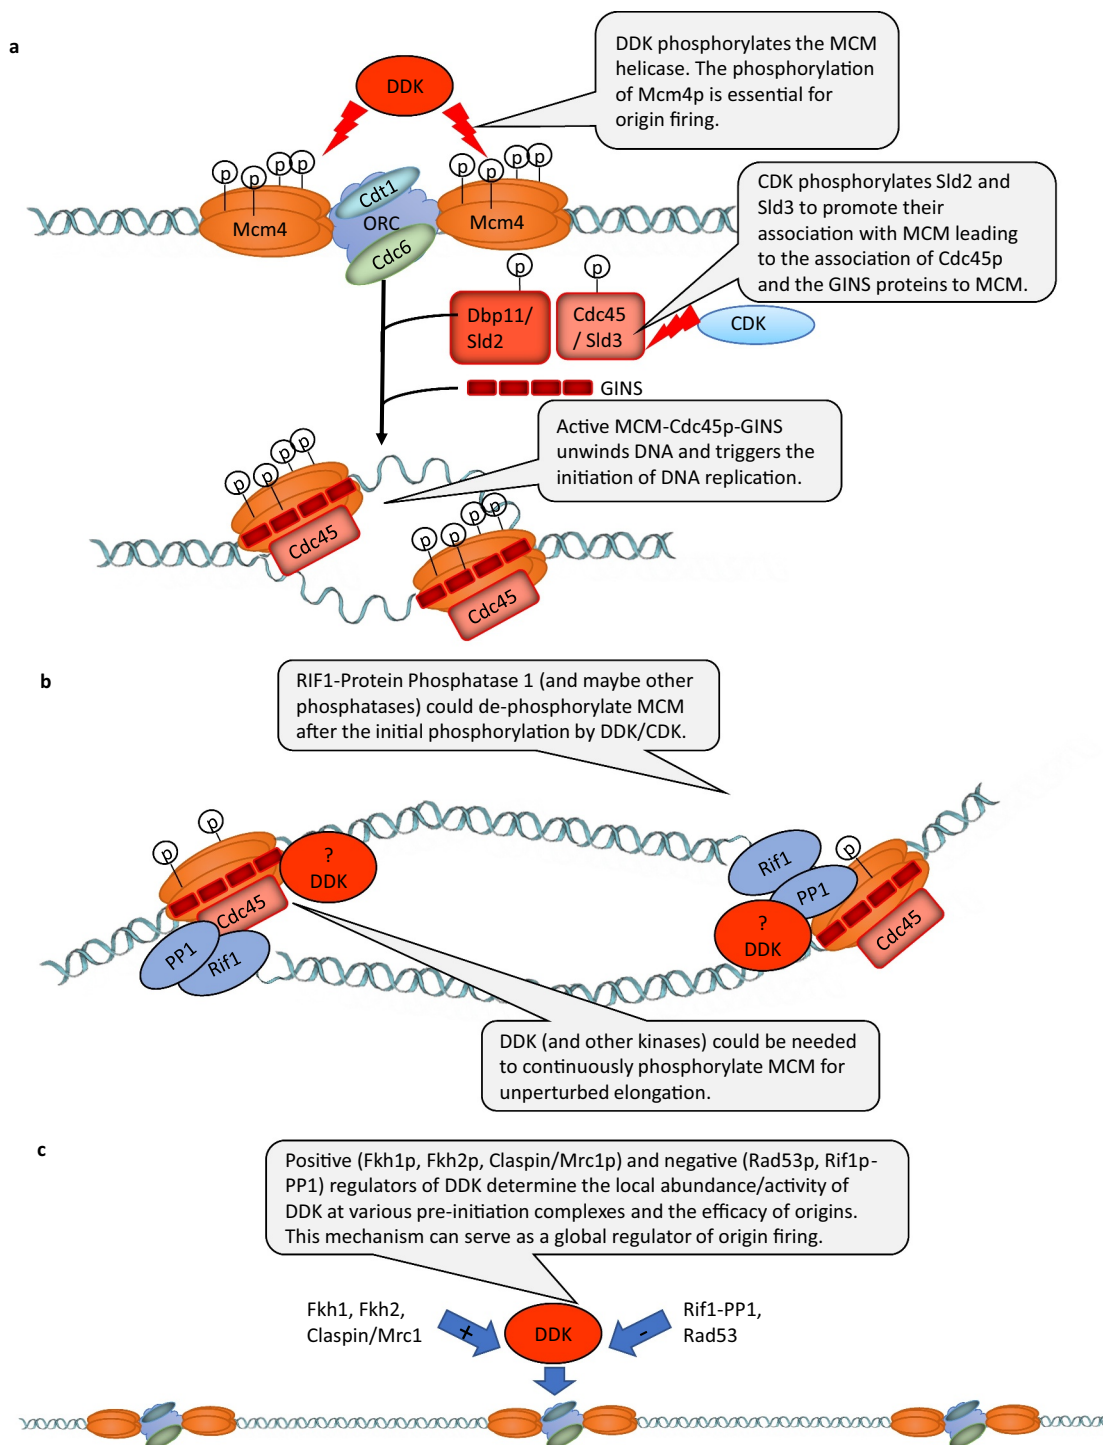 a
DDK
DDK phosphorylates the MCM
helicase. The phosphorylation
of Mcm4p is essential for
origin firing.
p
p
p
p
p
p
p
p
Mcm4
Cdt1
ORC
Cdc6
Mcm4
CDK phosphorylates Sld2 and
Sld3 to promote their
association with MCM leading
to the association of Cdc45p
and the GINS proteins to MCM.
p
p
Dbp11/
Sld2
Cdc45
/ Sld3
CDK
GINS
Active MCM-Cdc45p-GINS
unwinds DNA and triggers the
initiation of DNA replication.
p
p
p
p
Cdc45
p
p
p
p
Cdc45
b
RIF1-Protein Phosphatase 1 (and maybe other
phosphatases) could de-phosphorylate MCM
after the initial phosphorylation by DDK/CDK.
p
p
?
DDK
Cdc45
PP1
Rif1
Rif1
PP1
p
?
DDK
Cdc45
DDK (and other kinases) could be needed
to continuously phosphorylate MCM for
unperturbed elongation.
c
Positive (Fkh1p, Fkh2p, Claspin/Mrc1p) and negative (Rad53p, Rif1p-
PP1) regulators of DDK determine the local abundance/activity of
DDK at various pre-initiation complexes and the efficacy of origins.
This mechanism can serve as a global regulator of origin firing.
Fkh1, Fkh2,
Claspin/Mrc1
+
DDK
-
Rif1-PP1,
Rad53